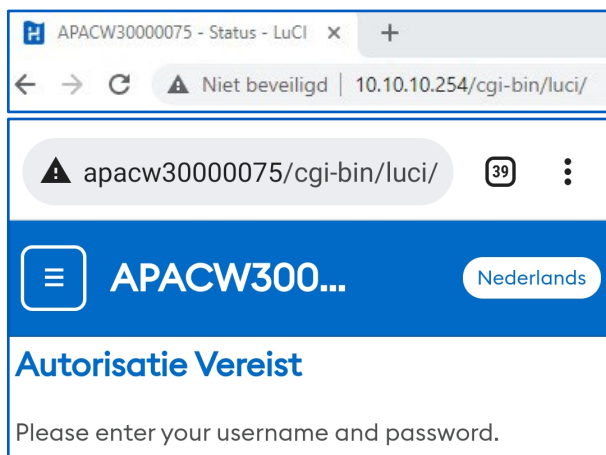 APACW30000075 - Status - LuCI
Niet beveiligd | 10.10.10.254/cgi-bin/luci/
apacw30000075/cgi-bin/luci/ 39
APACW300... Nederlands
Autorisatie Vereist
Please enter your username and password.